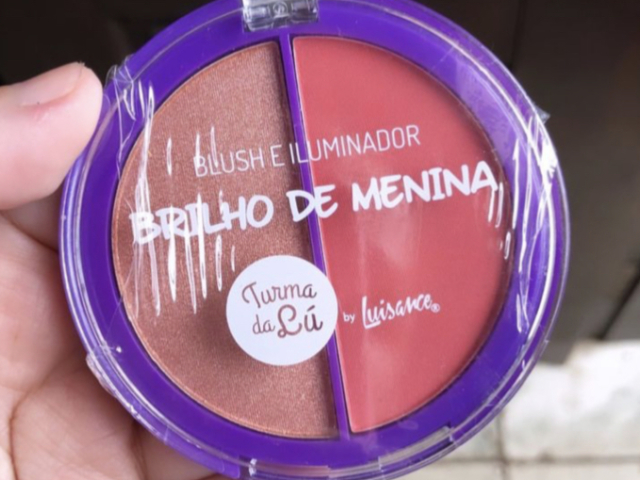 BLUSH E ILUMINADOR
BRILHO DE MENINA
Turma
da Lú
by Luisance®